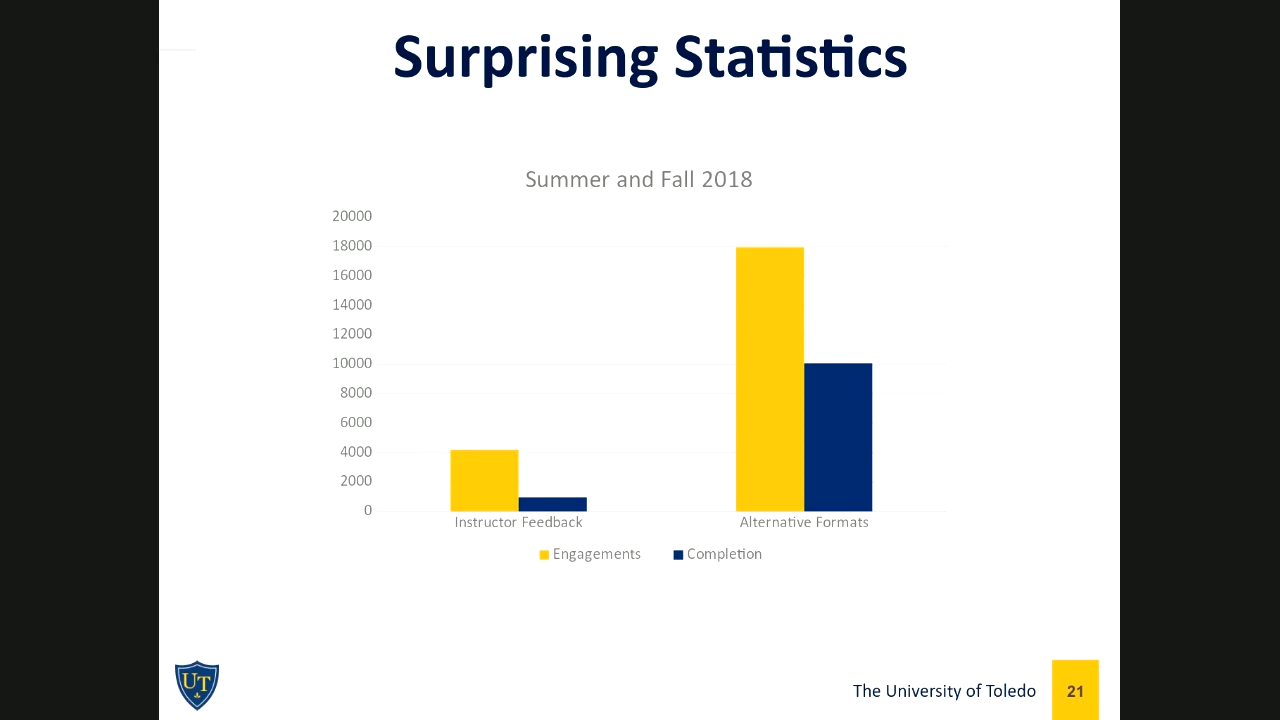 Surprising Statistics
Summer and Fall 2018
20000
18000
16000
14000
12000
10000
8000
6000
4000
2000
0
Instructor Feedback
Alternative Formats
Engagements
Completion
UT
The University of Toledo
21